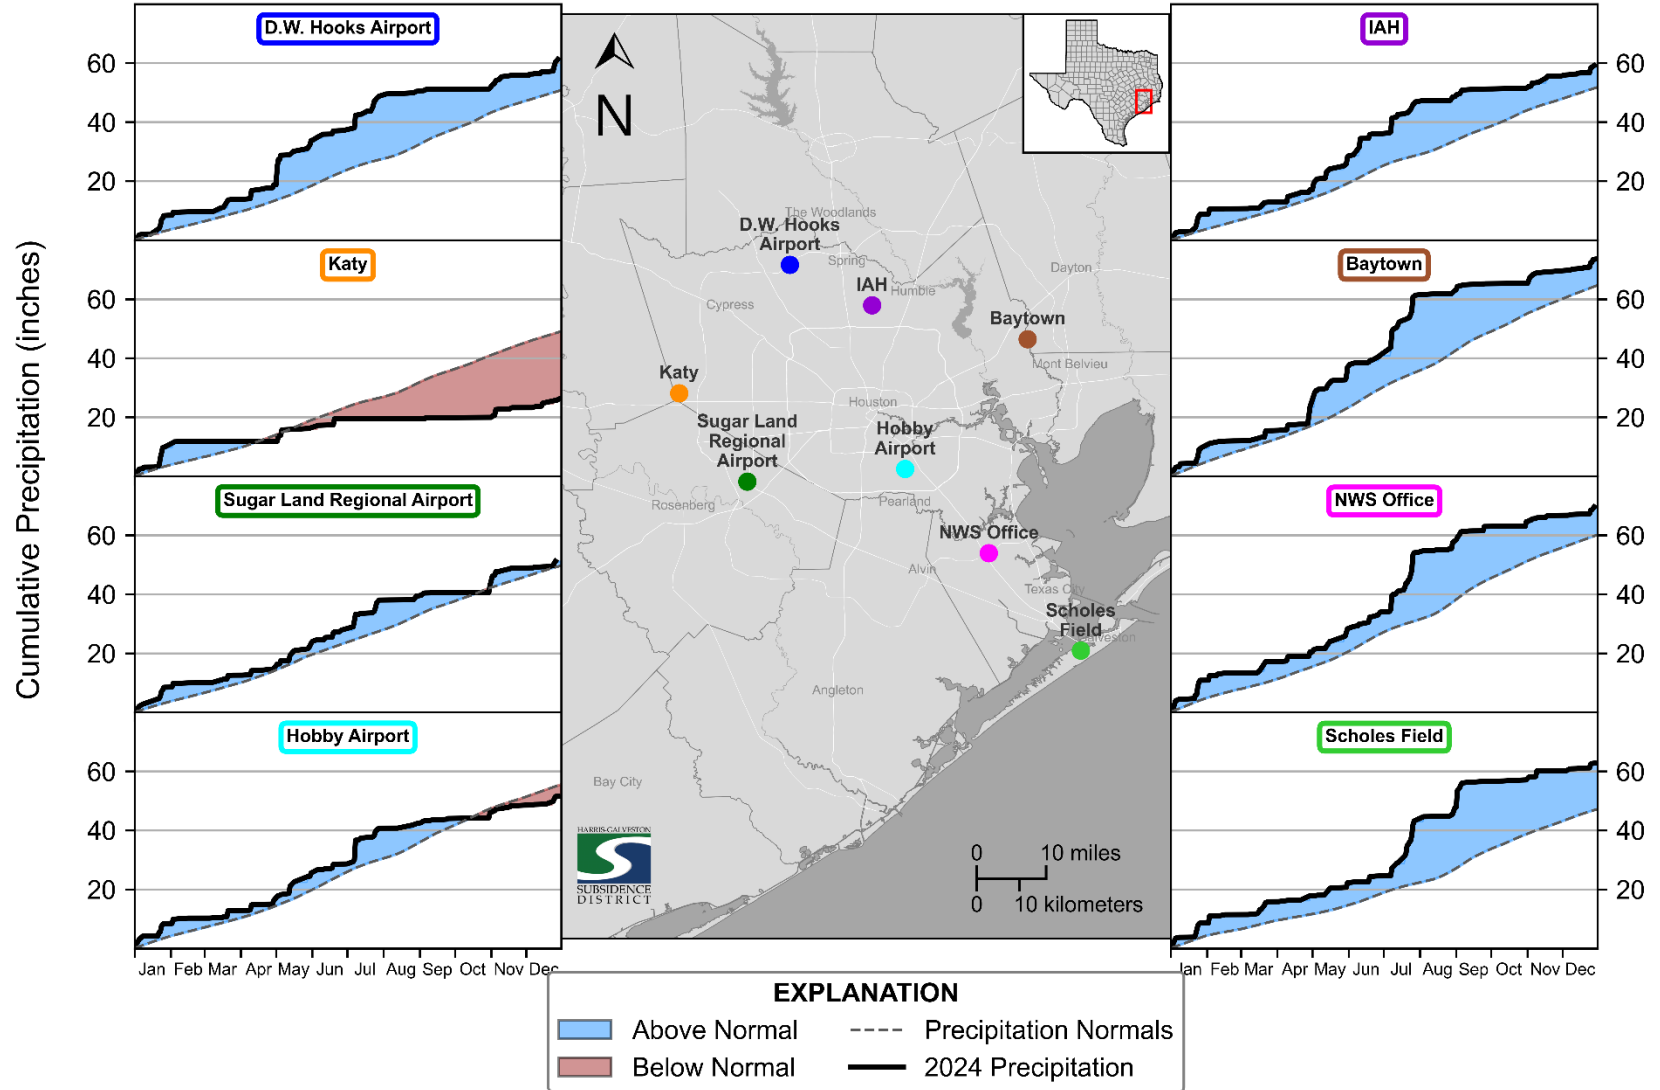 Cumulative Precipitation (inches)
D.W. Hooks Airport
60
40
20
Katy
60
40
20
Sugar Land Regional Airport
60
40
20
Hobby Airport
60
40
20
Jan Feb Mar Apr May Jun Jul Aug Sep Oct Nov Dec
N
The Woodlands
D.W. Hooks
Airport
Spring
Dayton
IAH
Humble
Cypress
Baytown
Mont Belvieu
Katy
Houston
Sugar Land
Regional
Airport
Hobby
Airport
Rosenberg
Pearland
NWS Office
Alvin
Texas City
Scholes
Field
Galveston
Angleton
Bay City
HARRIS-GALVESTON
SUBSIDENCE
DISTRICT
0 10 miles
0 10 kilometers
IAH
60
40
20
Baytown
60
40
20
NWS Office
60
40
20
Scholes Field
60
40
20
Jan Feb Mar Apr May Jun Jul Aug Sep Oct Nov Dec
EXPLANATION
Above Normal
Precipitation Normals
Below Normal
2024 Precipitation